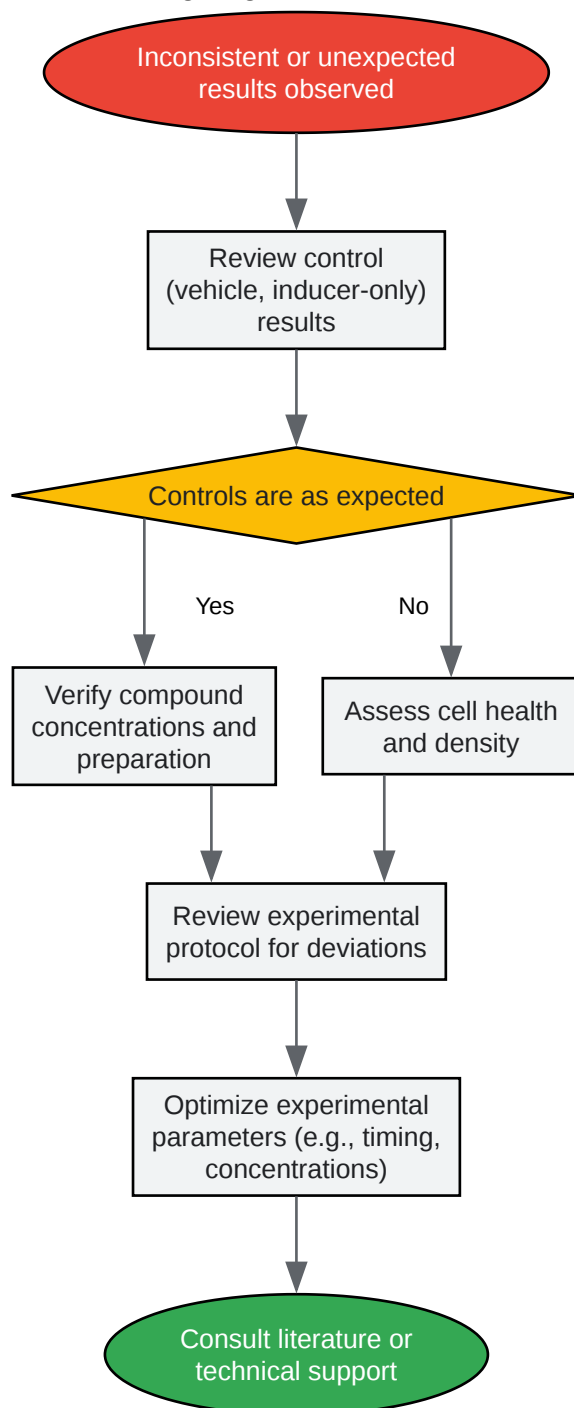 Inconsistent or unexpected
results observed
Review control
(vehicle, inducer-only)
results
Controls are as expected
Yes
No
Verify compound
concentrations and
preparation
Assess cell health
and density
Review experimental
protocol for deviations
Optimize experimental
parameters (e.g., timing,
concentrations)
Consult literature or
technical support